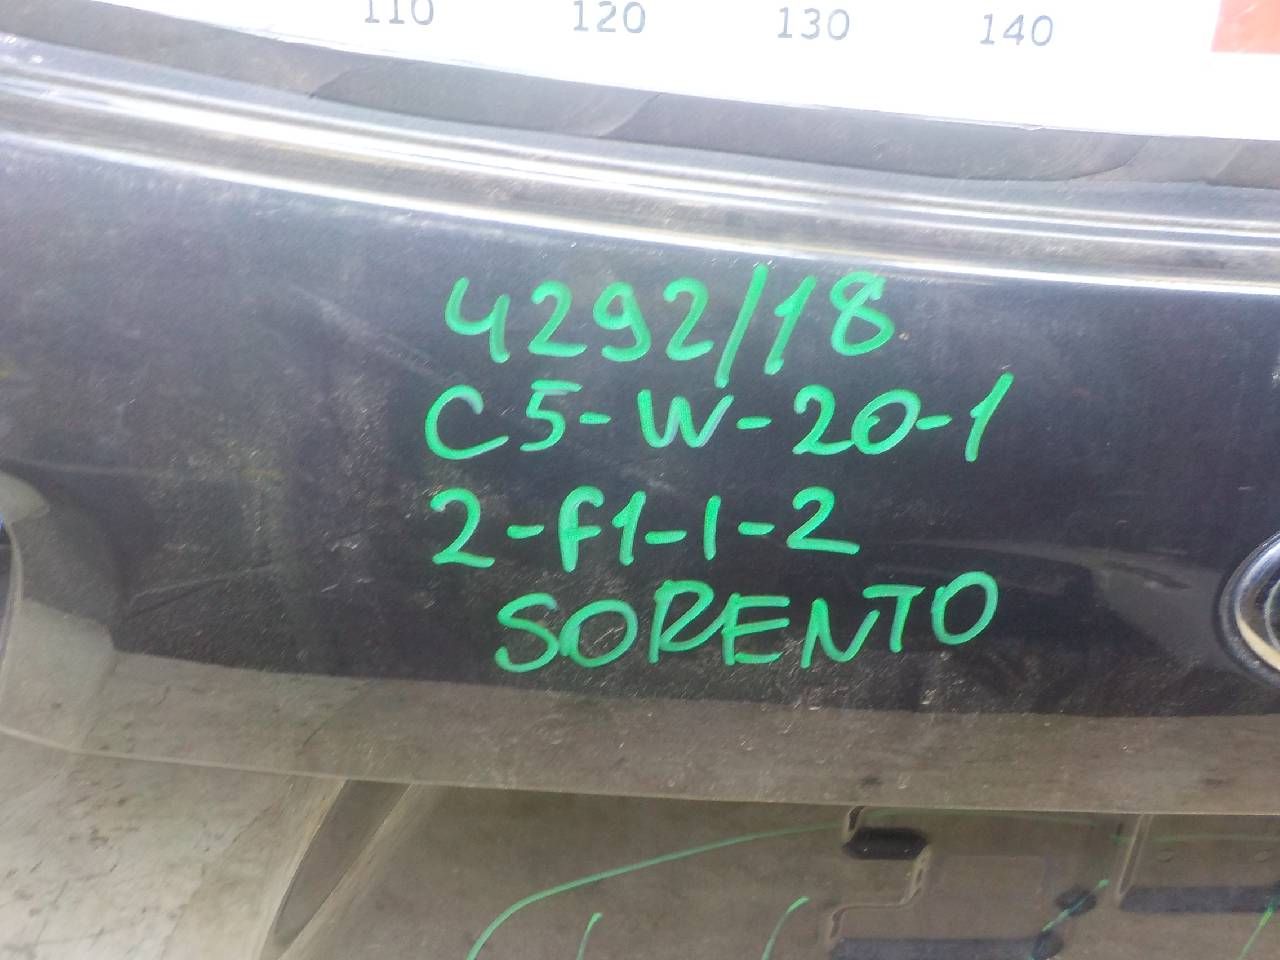 110 120 130 140
4292/18
C5-W-20-1
2-F1-1-2
SORENTO